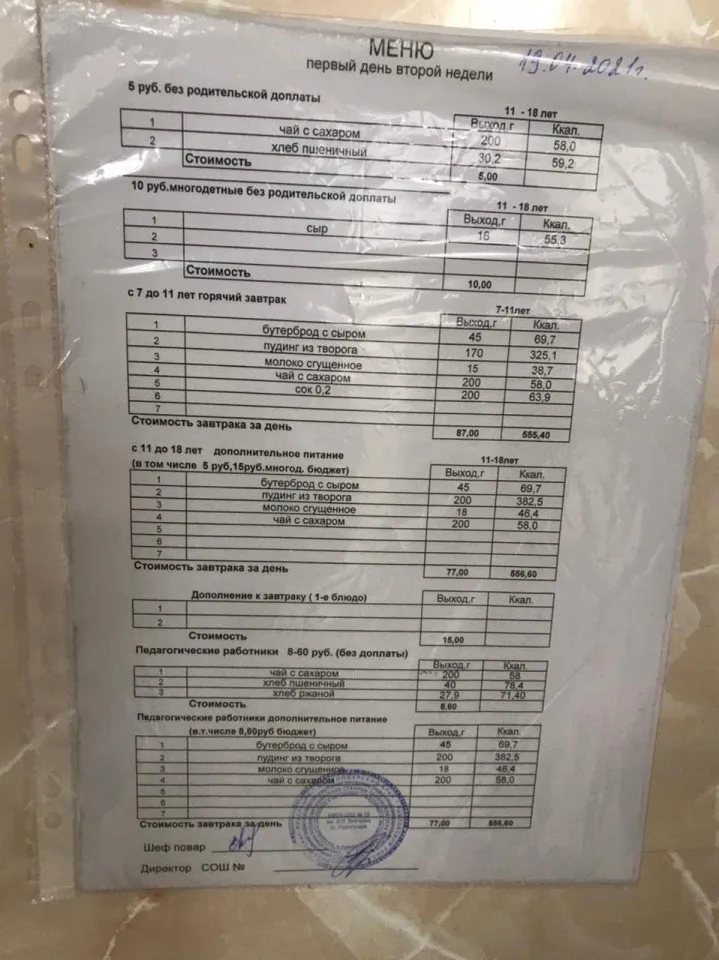 МЕНЮ
первый день второй недели
19.04.2021г.
5 руб. без родительской доплаты
11 - 18 лет
Выход,г Ккал.
1 чай с сахаром 200 58,0
2 хлеб пшеничный 30,2 59,2
Стоимость 5,00
10 руб.многодетные без родительской доплаты
11 - 18 лет
Выход,г Ккал.
1 сыр 16 55,3
2
3
Стоимость 10,00
с 7 до 11 лет горячий завтрак
7-11лет
Выход,г Ккал.
1 бутерброд с сыром 45 69,7
2 пудинг из творога 170 325,1
3 молоко сгущенное 15 38,7
4 чай с сахаром 200 58,0
5 сок 0,2 200 63,9
6
7
Стоимость завтрака за день 87,00 555,40
с 11 до 18 лет дополнительное питание
(в том числе 5 руб,15руб.многод. бюджет)
11-18лет
Выход,г Ккал.
1 бутерброд с сыром 45 69,7
2 пудинг из творога 200 382,5
3 молоко сгущенное 18 46,4
4 чай с сахаром 200 58,0
5
6
7
Стоимость завтрака за день 77,00 556,60
Дополнение к завтраку ( 1-е блюдо) Выход,г Ккал.
1
2
Стоимость 15,00
Педагогические работники 8-60 руб. (без доплаты)
Выход,г Ккал.
1 чай с сахаром 200 58
2 хлеб пшеничный 40 78,4
3 хлеб ржаной 27,9 71,40
Стоимость 8,60
Педагогические работники дополнительное питание
(в.т.числе 8,60руб бюджет) Выход,г Ккал.
1 бутерброд с сыром 45 69,7
2 пудинг из творога 200 382,5
3 молоко сгущенное 18 46,4
4 чай с сахаром 200 58,0
5
6
7
Стоимость завтрака за день 77,00 556,60
Шеф повар
Директор СОШ №